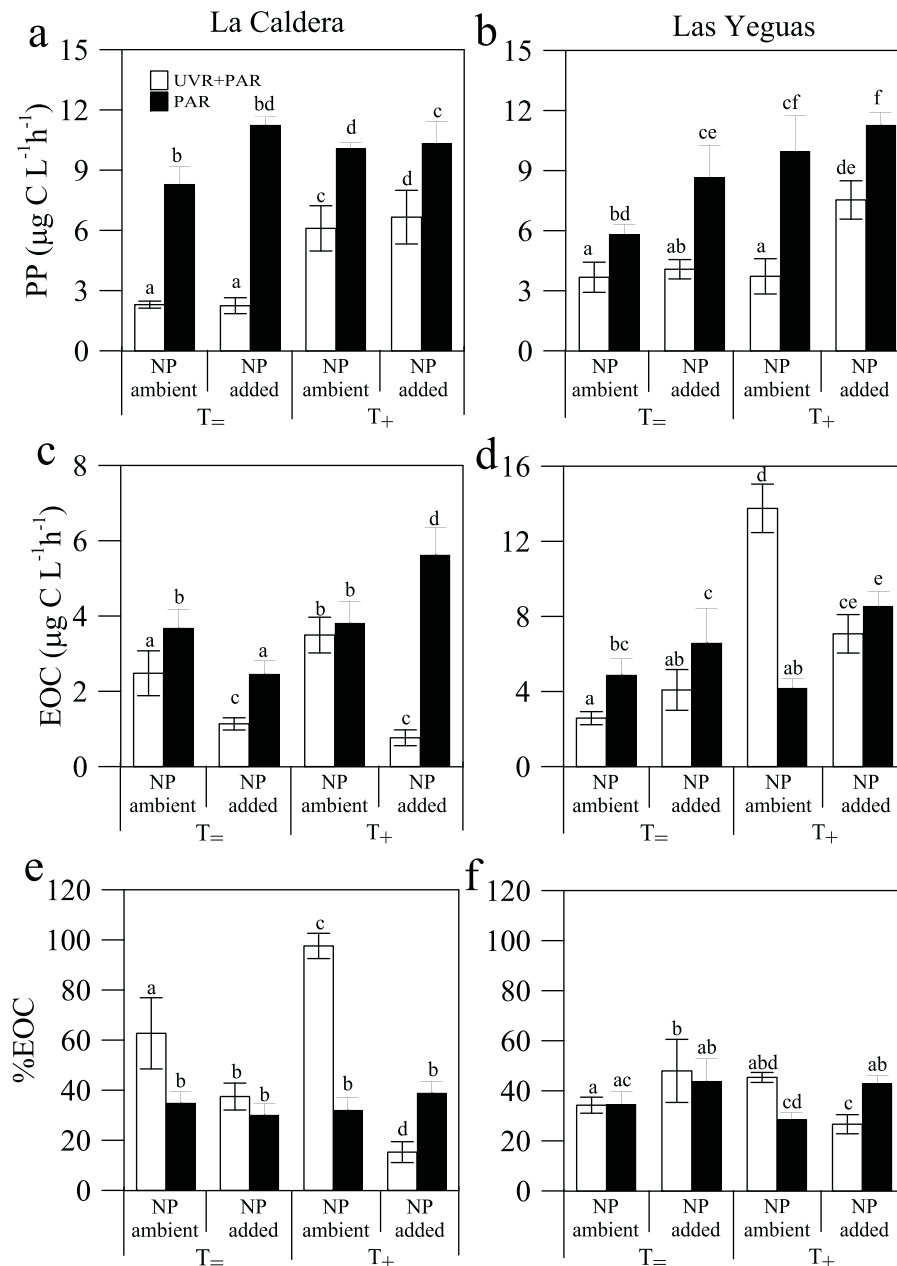 La Caldera
Las Yeguas
a
b
UVR+PAR
PAR
PP (µg C L⁻¹h⁻¹)
15
12
9
6
3
0
a
b
a
bd
c
d
d
c
15
12
9
6
3
0
a
bd
ab
ce
a
cf
de
f
NP NP NP NP
ambient added ambient added
T= T+
NP NP NP NP
ambient added ambient added
T= T+
c
d
EOC (µg C L⁻¹h⁻¹)
8
6
4
2
0
a
b
c
a
b
b
c
d
16
12
8
4
0
a
bc
ab
c
d
ab
ce
e
NP NP NP NP
ambient added ambient added
T= T+
NP NP NP NP
ambient added ambient added
T= T+
e
f
%EOC
120
100
80
60
40
20
0
a
b
b
b
c
b
d
b
120
100
80
60
40
20
0
a
ac
b
ab
abd
cd
c
ab
NP NP NP NP
ambient added ambient added
T= T+
NP NP NP NP
ambient added ambient added
T= T+